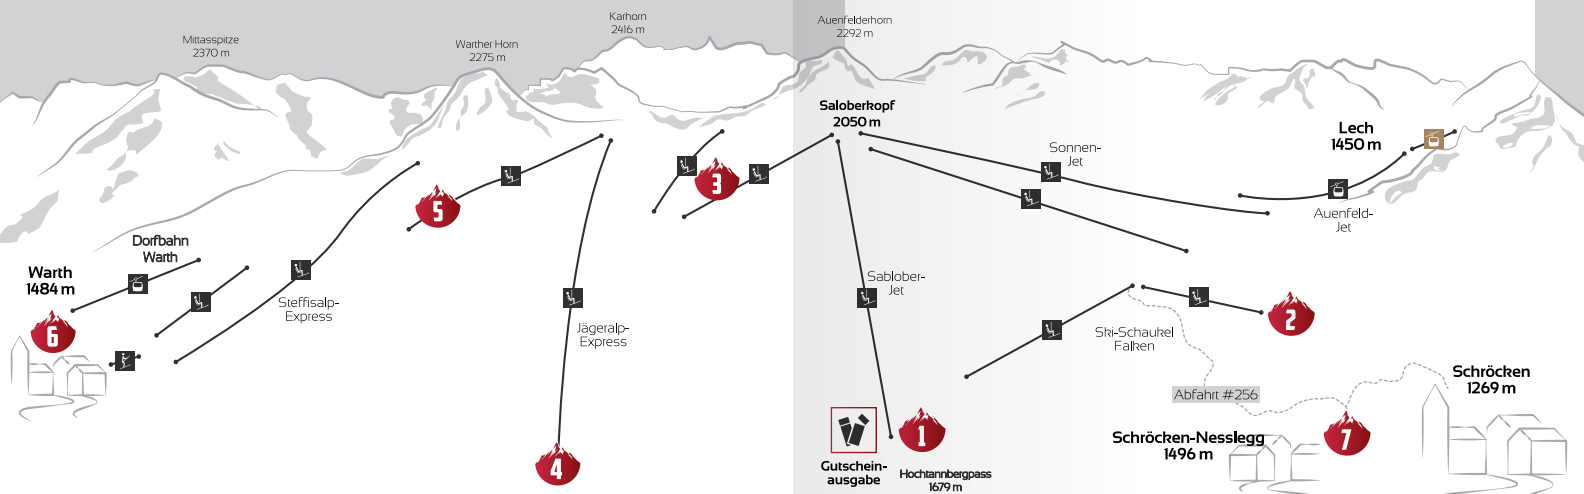 Mittasspitze
2370 m
Warther Horn
2275 m
Karhorn
2416 m
Auenfelderhorn
2292 m
Saloberkopf
2050 m
Lech
1450 m
Sonnen-
Jet
Auenfeld-
Jet
3
5
Dorfbahn
Warth
Warth
1484 m
6
Steffisalp-
Express
Jägeralp-
Express
Sablober-
Jet
2
Ski-Schaukel
Falken
Abfahrt #256
Schröcken
1269 m
Schröcken-Nesslegg
1496 m
7
4
1
Gutschein-
ausgabe
Hochtannbergpass
1679 m